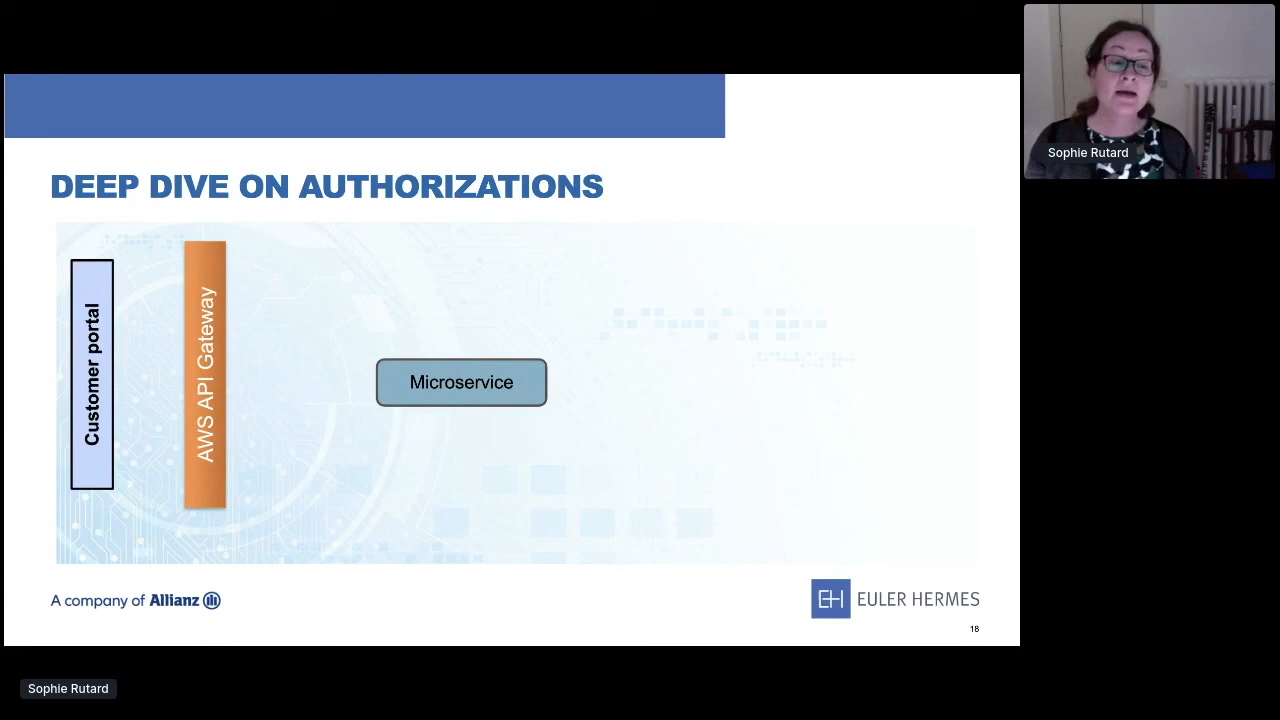 Sophie Rutard
DEEP DIVE ON AUTHORIZATIONS
Customer portal
AWS API Gateway
Microservice
A company of Allianz
EH EULER HERMES
18
Sophie Rutard